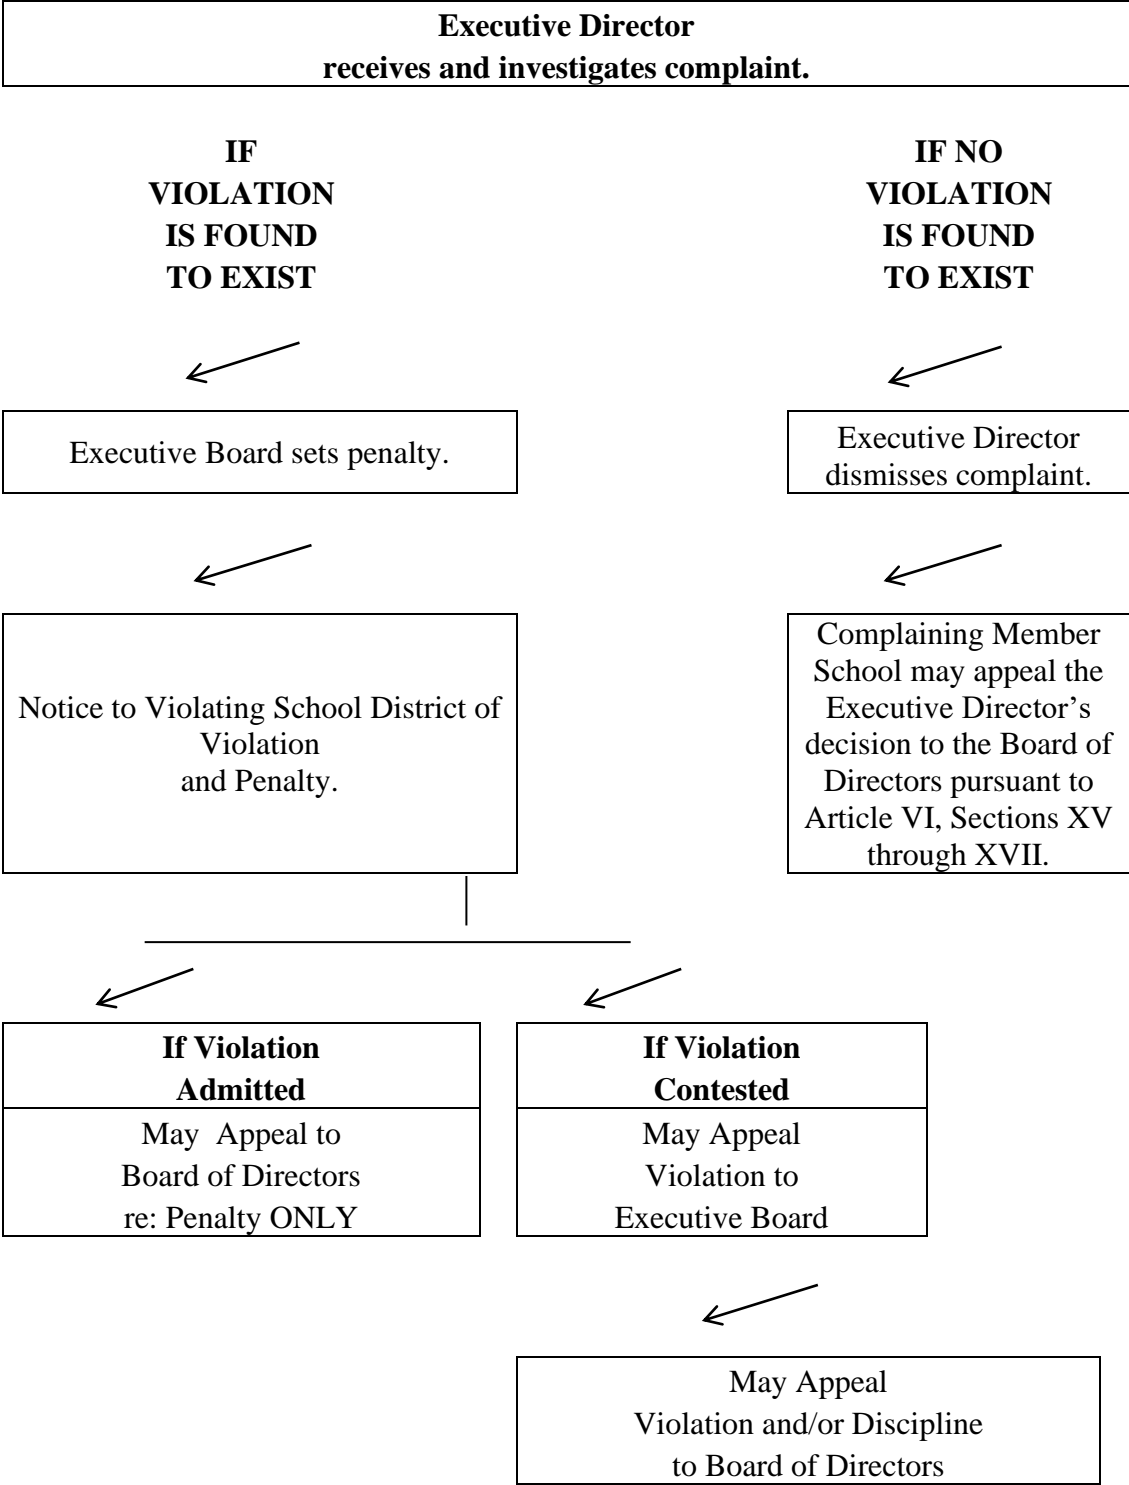 Executive Director
receives and investigates complaint.
IF
VIOLATION
IS FOUND
TO EXIST
IF NO
VIOLATION
IS FOUND
TO EXIST
Executive Board sets penalty.
Executive Director
dismisses complaint.
Notice to Violating School District of
Violation
and Penalty.
Complaining Member
School may appeal the
Executive Director’s
decision to the Board of
Directors pursuant to
Article VI, Sections XV
through XVII.
If Violation
Admitted
May Appeal to
Board of Directors
re: Penalty ONLY
If Violation
Contested
May Appeal
Violation to
Executive Board
May Appeal
Violation and/or Discipline
to Board of Directors